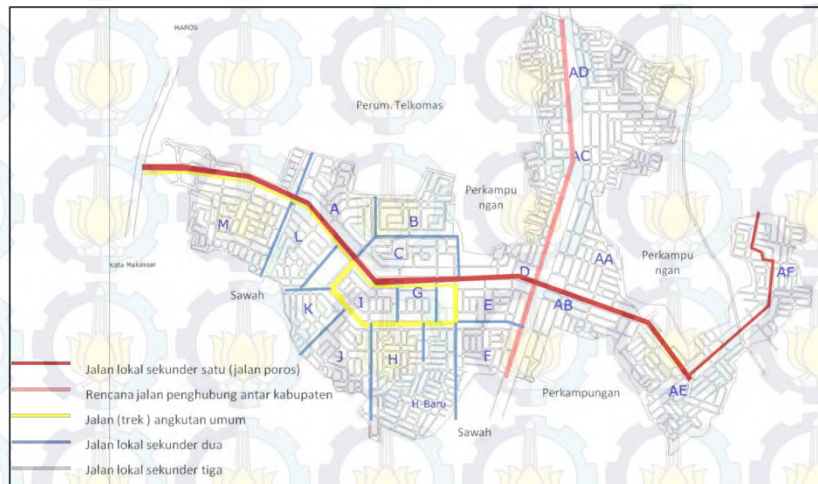 MAROS
Perum. Telkomas
AD
AC
Perkampu
ngan
M
L
A
B
C
Perkampu
ngan
AA
AF
Kota Makassar
Sawah
K
I
G
E
D
AB
J
H
F
H-Baru
Sawah
Perkampungan
AE
Jalan lokal sekunder satu (jalan poros)
Rencana jalan penghubung antar kabupaten
Jalan (trek ) angkutan umum
Jalan lokal sekunder dua
Jalan lokal sekunder tiga